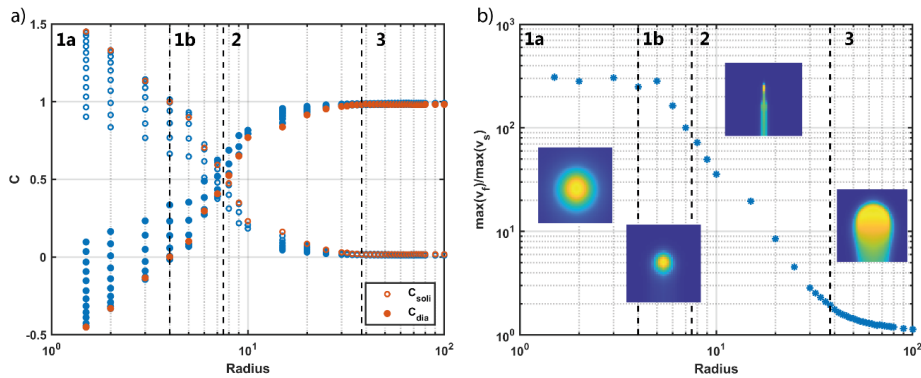 a)
1a
1b
2
3
1.5
1
0.5
0
-0.5
C
10^0
10^1
10^2
Radius
C_soli
C_dia
b)
1a
1b
2
3
10^3
10^2
10^1
10^0
max(v_f)/max(v_s)
10^0
10^1
10^2
Radius